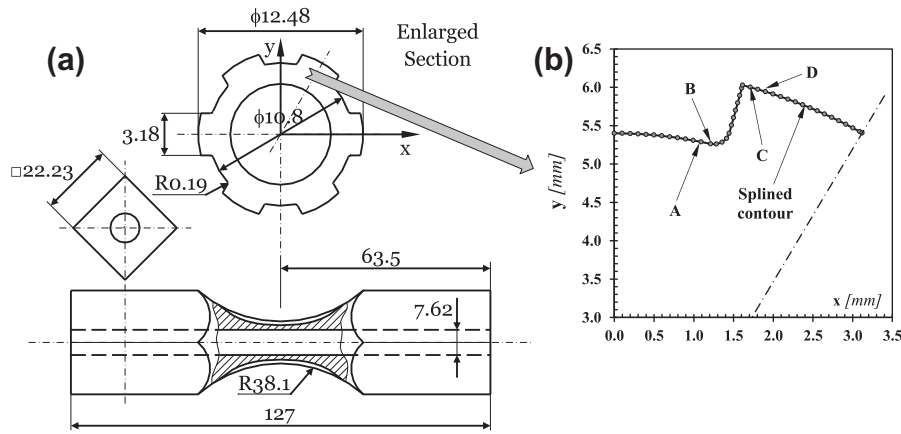 (a)
ϕ12.48
y
Enlarged
Section
ϕ10.8
3.18
x
R0.19
□22.23
63.5
7.62
R38.1
127
(b)
6.5
6.0
5.5
5.0
4.5
4.0
3.5
3.0
y [mm]
B
D
C
A
Splined
contour
x [mm]
0.0 0.5 1.0 1.5 2.0 2.5 3.0 3.5